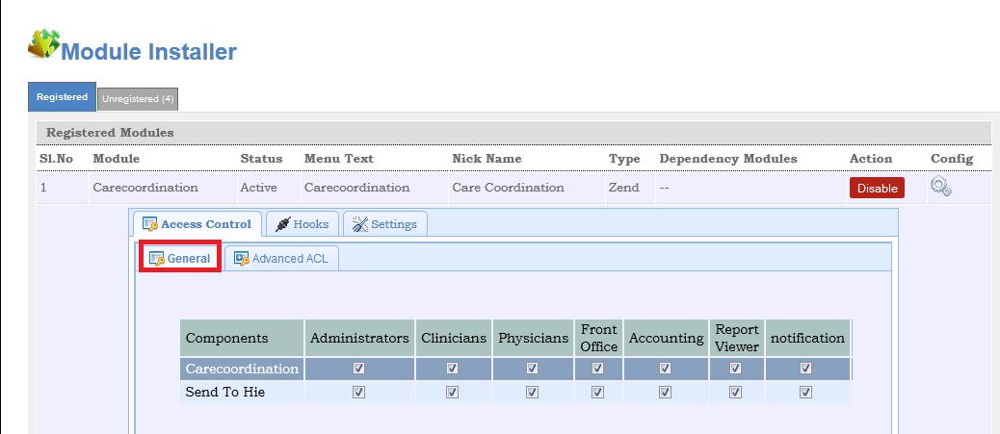 Module Installer
Registered Unregistered (4)
Registered Modules
Sl.No Module Status Menu Text Nick Name Type Dependency Modules Action Config
1 Carecoordination Active Carecoordination Care Coordination Zend -- Disable
Access Control Hooks Settings
General Advanced ACL
Components Administrators Clinicians Physicians Front Office Accounting Report Viewer notification
Carecoordination
Send To Hie